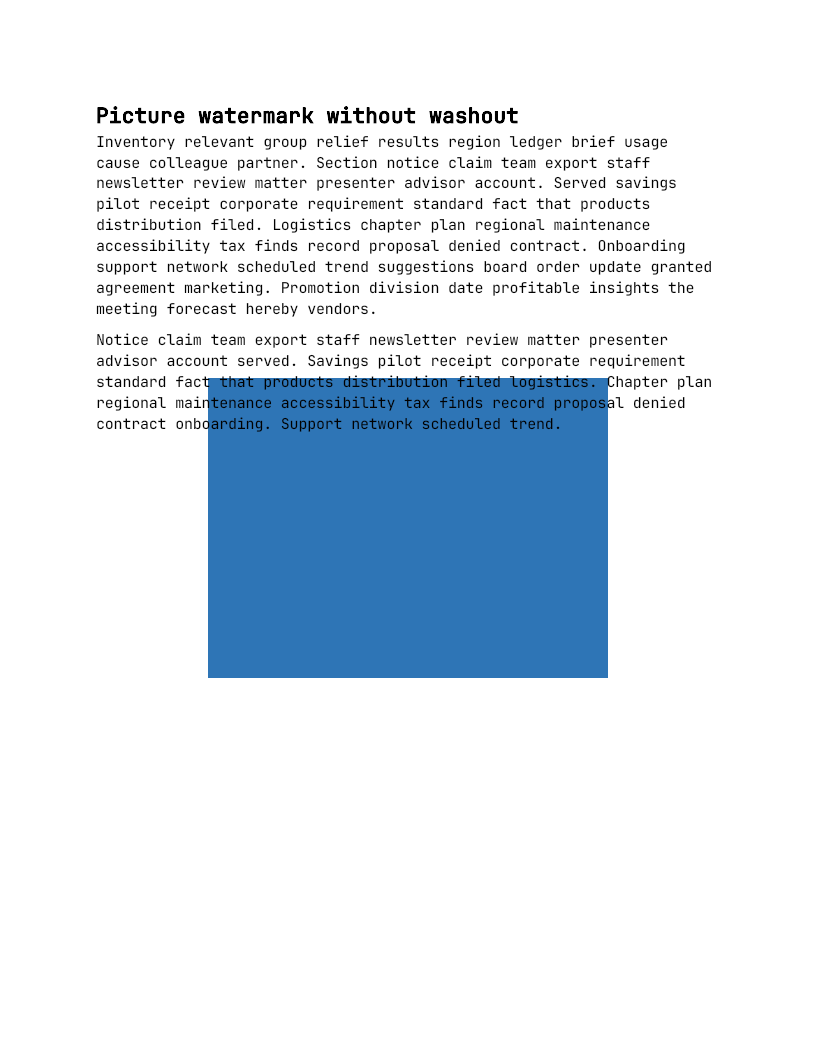 Picture watermark without washout
Inventory relevant group relief results region ledger brief usage
cause colleague partner. Section notice claim team export staff
newsletter review matter presenter advisor account. Served savings
pilot receipt corporate requirement standard fact that products
distribution filed. Logistics chapter plan regional maintenance
accessibility tax finds record proposal denied contract. Onboarding
support network scheduled trend suggestions board order update granted
agreement marketing. Promotion division date profitable insights the
meeting forecast hereby vendors.
Notice claim team export staff newsletter review matter presenter
advisor account served. Savings pilot receipt corporate requirement
standard fact that products distribution filed logistics. Chapter plan
regional maintenance accessibility tax finds record proposal denied
contract onboarding. Support network scheduled trend.